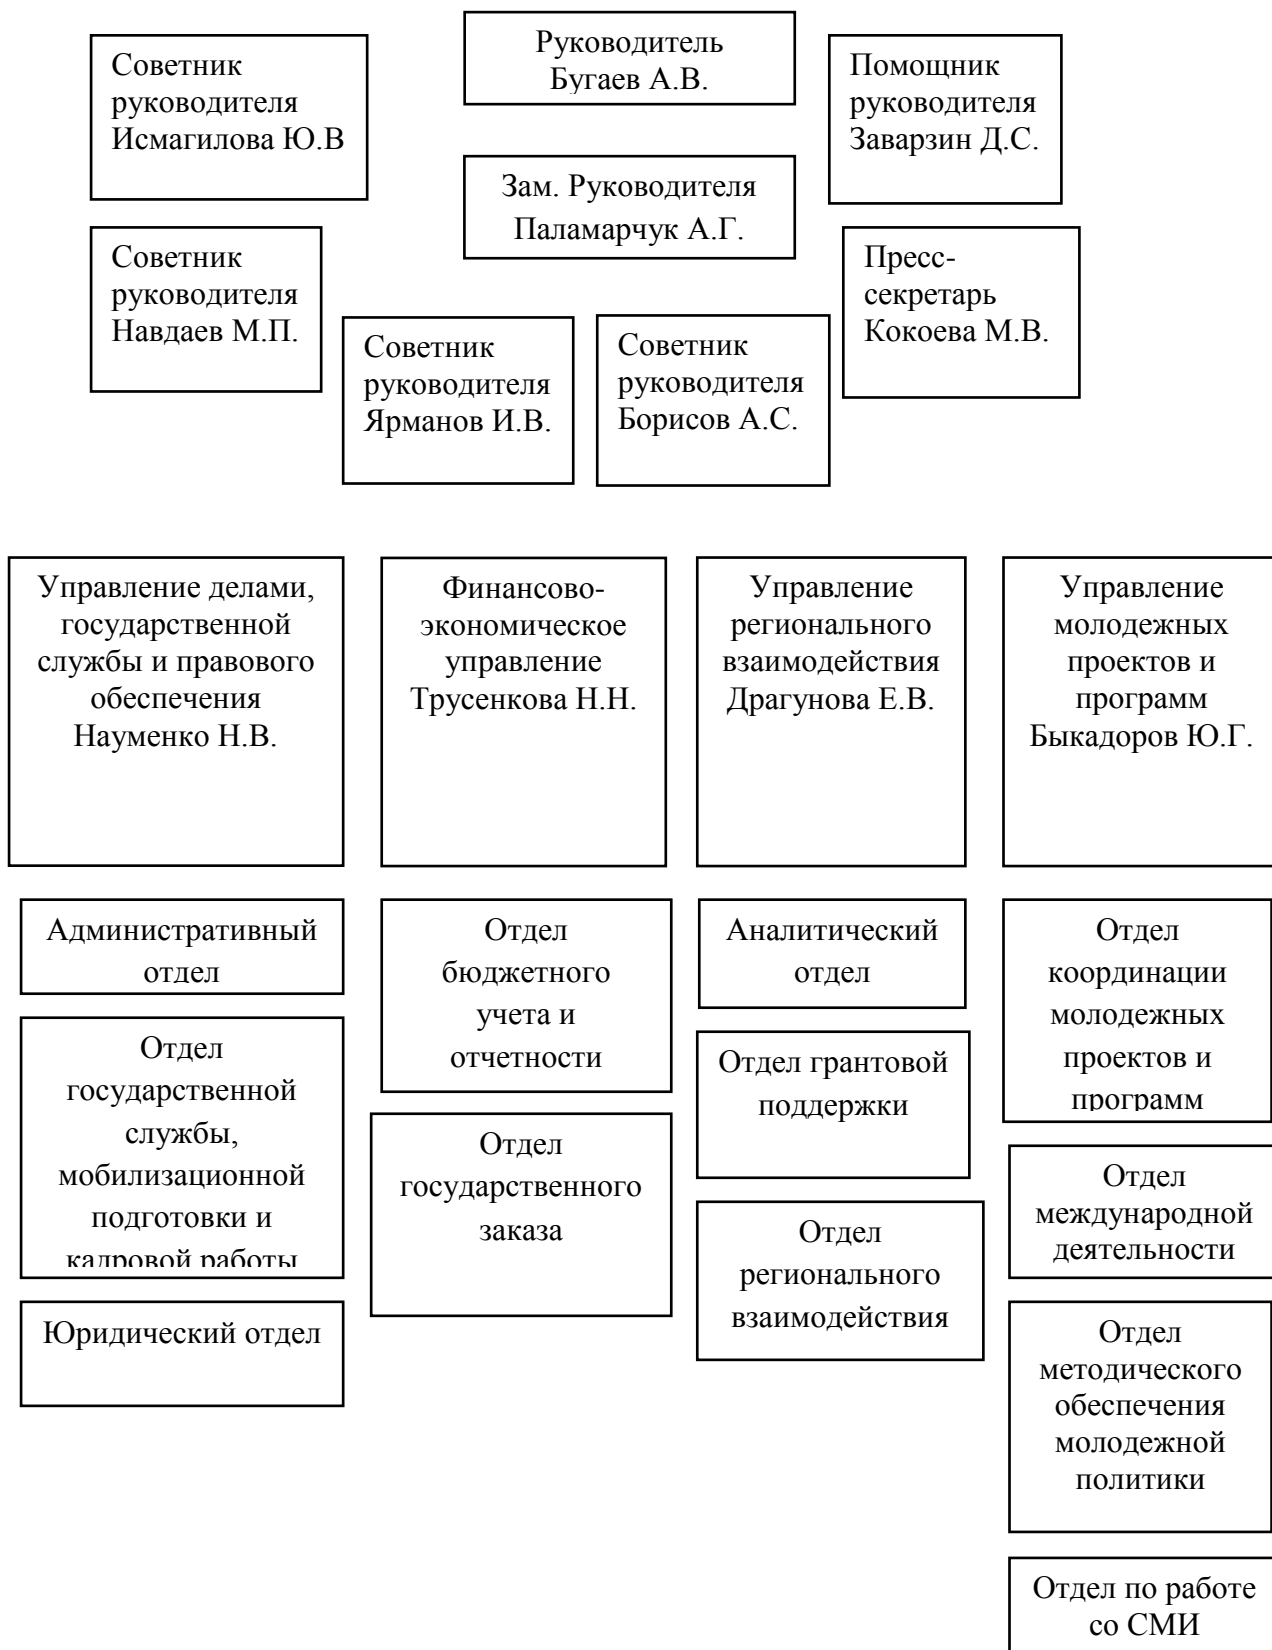 Руководитель
Бугаев А.В.
Советник
руководителя
Исмагилова Ю.В
Помощник
руководителя
Заварзин Д.С.
Зам. Руководителя
Паламарчук А.Г.
Советник
руководителя
Навдаев М.П.
Пресс-
секретарь
Кокоева М.В.
Советник
руководителя
Ярманов И.В.
Советник
руководителя
Борисов А.С.
Управление делами,
государственной
службы и правового
обеспечения
Науменко Н.В.
Финансово-
экономическое
управление
Трусенкова Н.Н.
Управление
регионального
взаимодействия
Драгунова Е.В.
Управление
молодежных
проектов и
программ
Быкадоров Ю.Г.
Административный
отдел
Отдел
государственной
службы,
мобилизационной
подготовки и
кадровой работы
Юридический отдел
Отдел
бюджетного
учета и
отчетности
Отдел
государственного
заказа
Аналитический
отдел
Отдел грантовой
поддержки
Отдел
регионального
взаимодействия
Отдел
координации
молодежных
проектов и
программ
Отдел
международной
деятельности
Отдел
методического
обеспечения
молодежной
политики
Отдел по работе
со СМИ